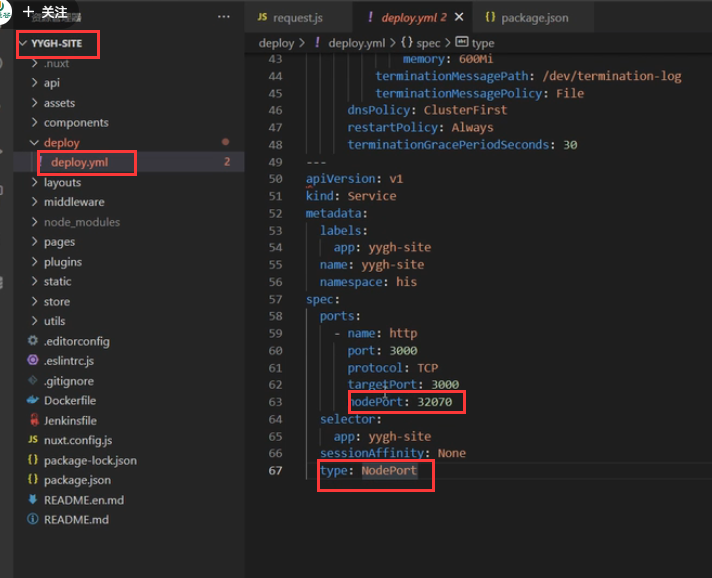 关注
资源管理器
···
YYGH-SITE
.nuxt
api
assets
components
deploy
! deploy.yml 2
layouts
middleware
node_modules
pages
plugins
static
store
utils
.editorconfig
.eslintrc.js
.gitignore
Dockerfile
Jenkinsfile
JS nuxt.config.js
{} package-lock.json
{} package.json
README.en.md
README.md
JS request.js
! deploy.yml 2 ×
{} package.json
deploy > ! deploy.yml > {} spec > type
43 memory: 600Mi
44 terminationMessagePath: /dev/termination-log
45 terminationMessagePolicy: File
46 dnsPolicy: ClusterFirst
47 restartPolicy: Always
48 terminationGracePeriodSeconds: 30
49 ---
50 apiVersion: v1
51 kind: Service
52 metadata:
53 labels:
54 app: yygh-site
55 name: yygh-site
56 namespace: his
57 spec:
58 ports:
59 - name: http
60 port: 3000
61 protocol: TCP
62 targetPort: 3000
63 nodePort: 32070
64 selector:
65 app: yygh-site
66 sessionAffinity: None
67 type: NodePort